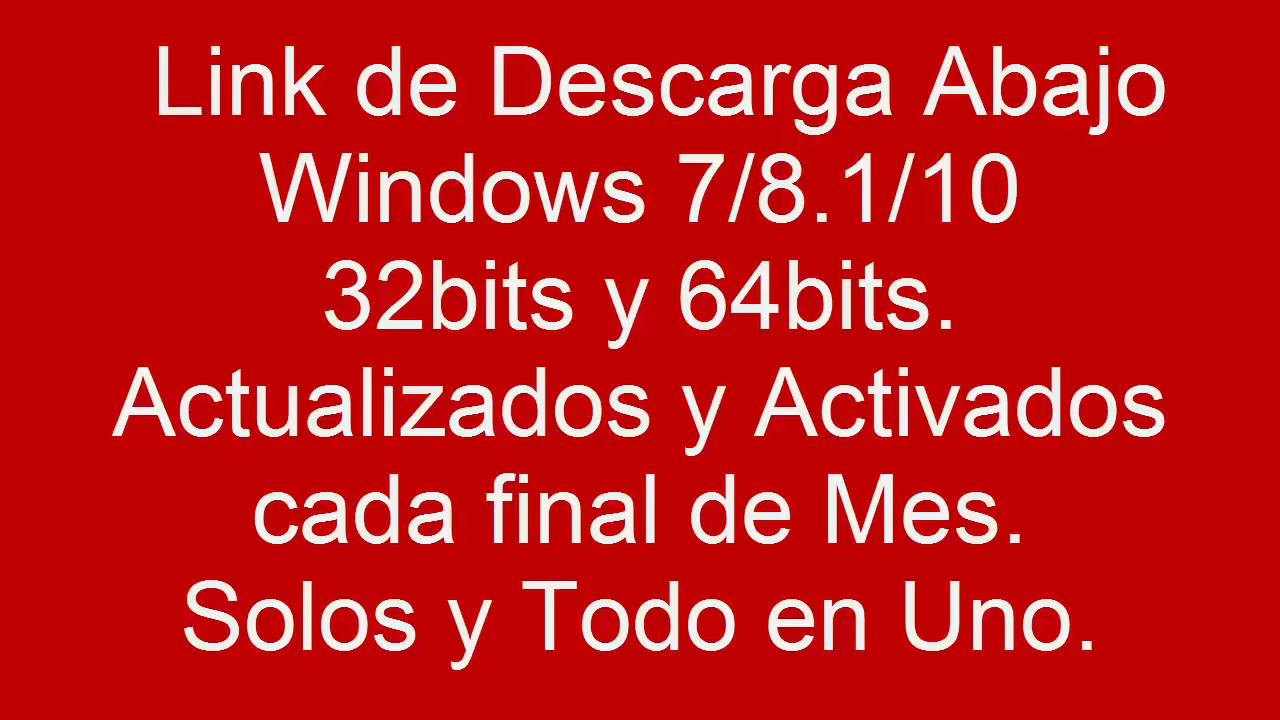 Link de Descarga Abajo
Windows 7/8.1/10
32bits y 64bits.
Actualizados y Activados
cada final de Mes.
Solos y Todo en Uno.